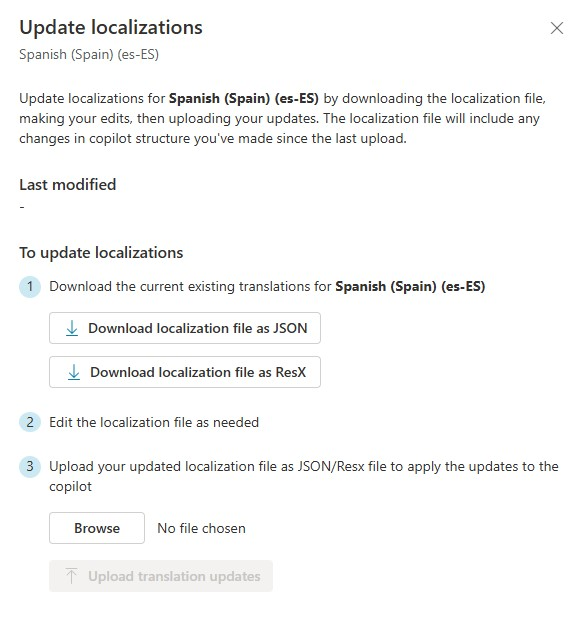 Update localizations
Spanish (Spain) (es-ES)
Update localizations for Spanish (Spain) (es-ES) by downloading the localization file,
making your edits, then uploading your updates. The localization file will include any
changes in copilot structure you've made since the last upload.
Last modified
-
To update localizations
1 Download the current existing translations for Spanish (Spain) (es-ES)
Download localization file as JSON
Download localization file as ResX
2 Edit the localization file as needed
3 Upload your updated localization file as JSON/Resx file to apply the updates to the
copilot
Browse No file chosen
Upload translation updates